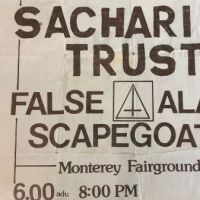 SACHARI
TRUST
FALSE ALA
SCAPEGOAT
Monterey Fairground
6.00 adv. 8:00 PM